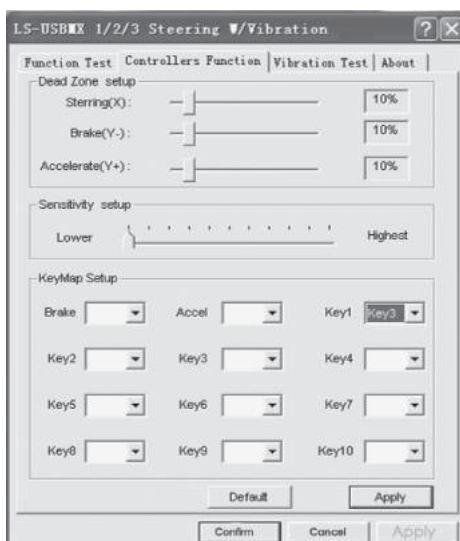 LS-USBMX 1/2/3 Steering W/Vibration
Function Test Controllers Function Vibration Test About
Dead Zone setup
Sterring(X): 10%
Brake(Y-) : 10%
Accelerate(Y+) : 10%
Sensitivity setup
Lower Highest
KeyMap Setup
Brake Accel Key1 Key3
Key2 Key3 Key4
Key5 Key6 Key7
Key8 Key9 Key10
Default Apply
Confirm Cancel Apply